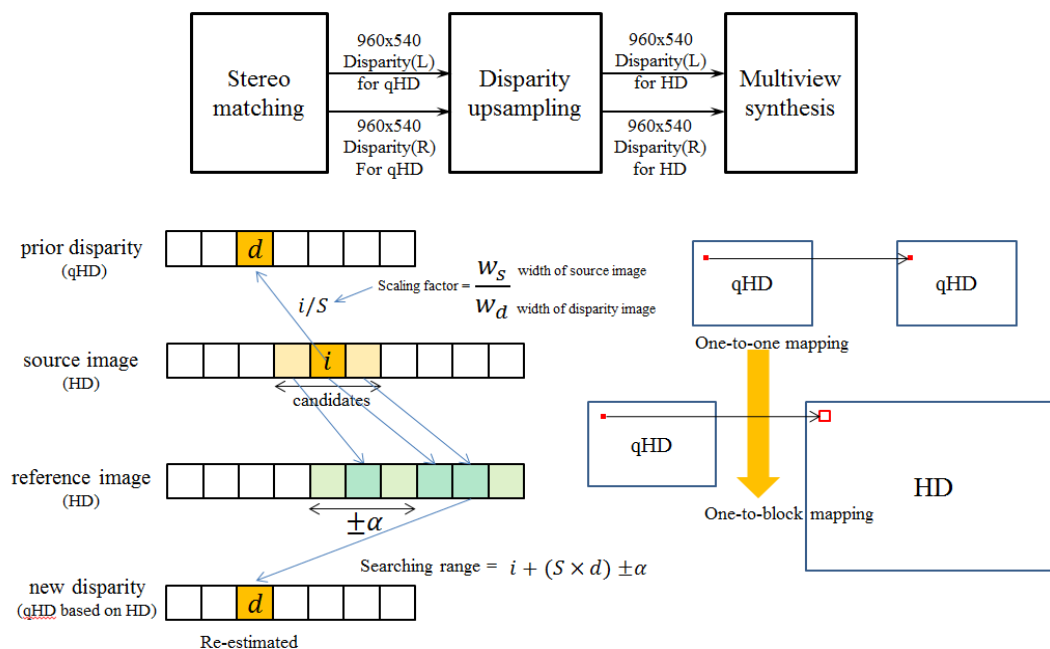 Stereo
matching
960x540
Disparity(L)
for qHD
960x540
Disparity(R)
For qHD
Disparity
upsampling
960x540
Disparity(L)
for HD
960x540
Disparity(R)
for HD
Multiview
synthesis
prior disparity
(qHD)
d
i/S
Scaling factor = W_s / W_d
width of source image
width of disparity image
source image
(HD)
i
candidates
reference image
(HD)
±α
Searching range = i + (S × d) ±α
new disparity
(qHD based on HD)
d
Re-estimated
qHD
qHD
One-to-one mapping
qHD
HD
One-to-block mapping